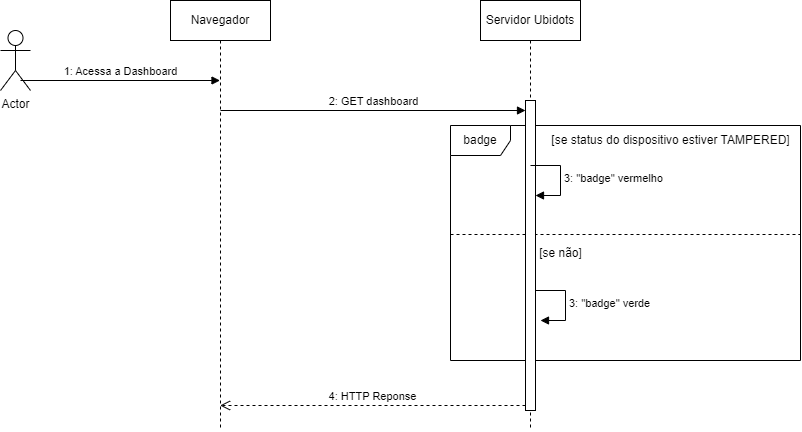 Navegador
Servidor Ubidots
1: Acessa a Dashboard
Actor
2: GET dashboard
badge
[se status do dispositivo estiver TAMPERED]
3: "badge" vermelho
[se não]
3: "badge" verde
4: HTTP Reponse